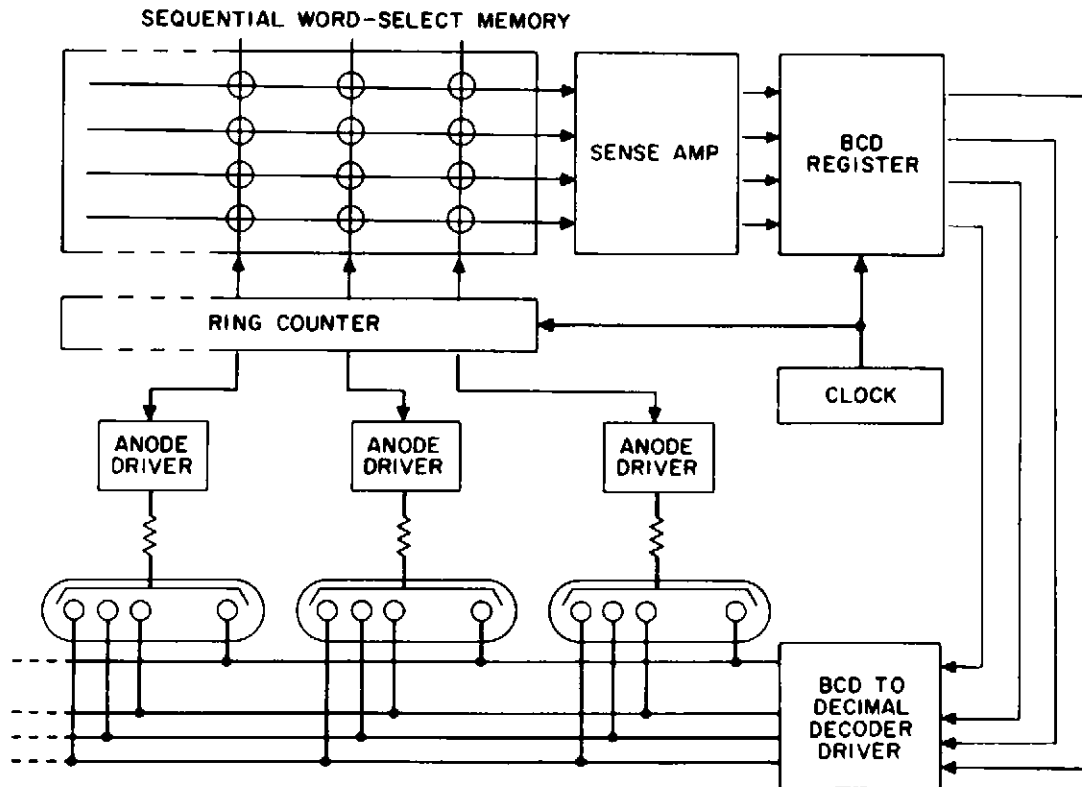 SEQUENTIAL WORD-SELECT MEMORY
SENSE AMP
BCD
REGISTER
RING COUNTER
CLOCK
ANODE
DRIVER
ANODE
DRIVER
ANODE
DRIVER
BCD TO
DECIMAL
DECODER
DRIVER